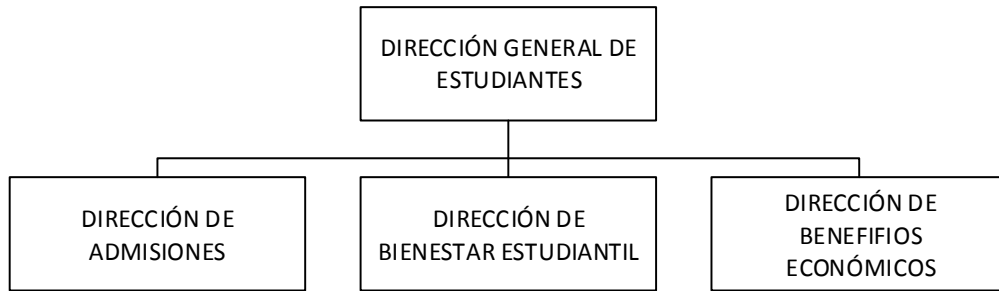 DIRECCIÓN GENERAL DE
ESTUDIANTES
DIRECCIÓN DE
ADMISIONES
DIRECCIÓN DE
BIENESTAR ESTUDIANTIL
DIRECCIÓN DE
BENEFIFIOS
ECONÓMICOS